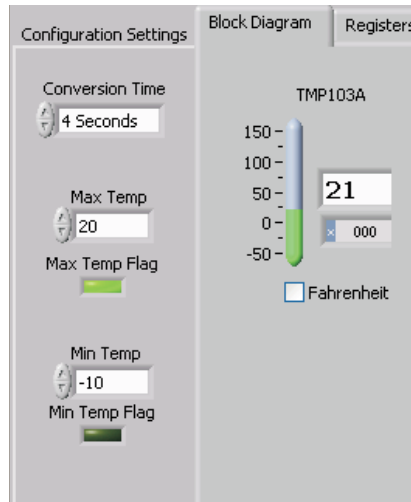 Configuration Settings
Block Diagram
Registers
Conversion Time
4 Seconds
Max Temp
20
Max Temp Flag
Min Temp
-10
Min Temp Flag
TMP103A
150
100
50
0
-50
21
x 000
Fahrenheit